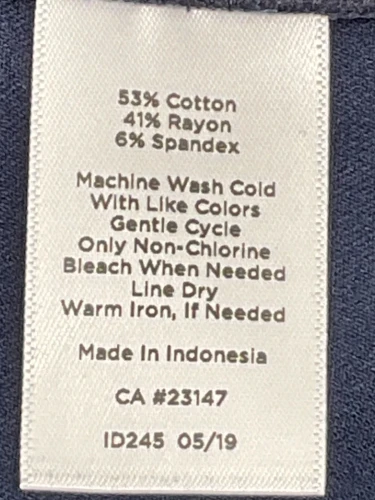 53% Cotton
41% Rayon
6% Spandex
Machine Wash Cold
With Like Colors
Gentle Cycle
Only Non-Chlorine
Bleach When Needed
Line Dry
Warm Iron, If Needed
Made In Indonesia
CA #23147
ID245 05/19